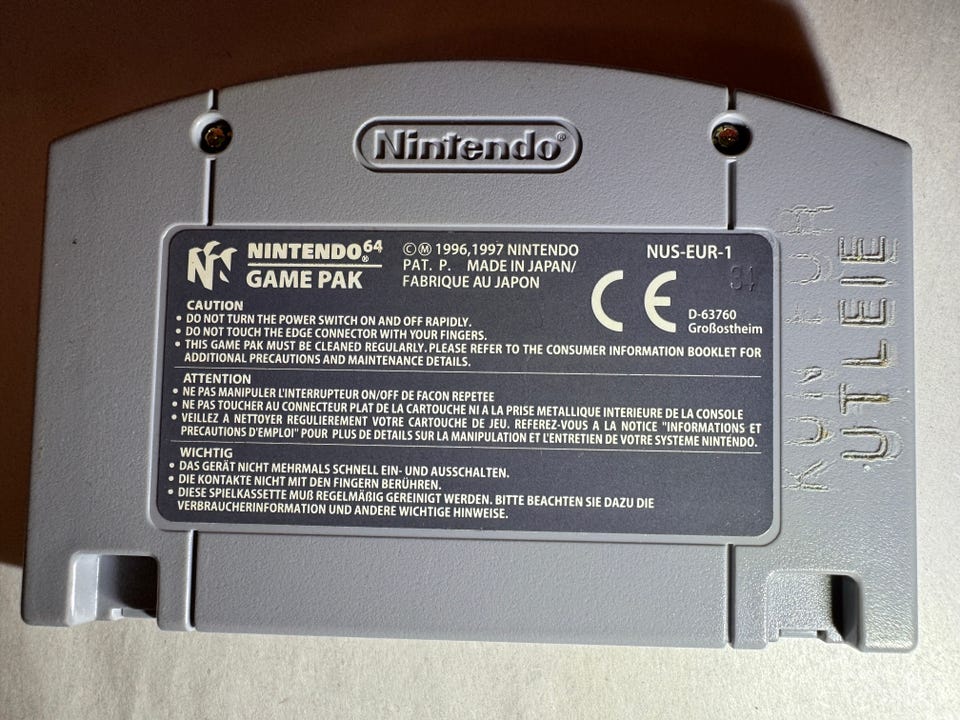 Nintendo®
NINTENDO 64®
GAME PAK
©Ⓜ 1996,1997 NINTENDO
PAT. P. MADE IN JAPAN/
FABRIQUE AU JAPON
NUS-EUR-1
CE
D-63760
Großostheim
CAUTION
• DO NOT TURN THE POWER SWITCH ON AND OFF RAPIDLY.
• DO NOT TOUCH THE EDGE CONNECTOR WITH YOUR FINGERS.
• THIS GAME PAK MUST BE CLEANED REGULARLY. PLEASE REFER TO THE CONSUMER INFORMATION BOOKLET FOR
ADDITIONAL PRECAUTIONS AND MAINTENANCE DETAILS.
ATTENTION
• NE PAS MANIPULER L'INTERRUPTEUR ON/OFF DE FACON REPETEE
• NE PAS TOUCHER AU CONNECTEUR PLAT DE LA CARTOUCHE NI A LA PRISE METALLIQUE INTERIEURE DE LA CONSOLE
• VEILLEZ A NETTOYER REGULIEREMENT VOTRE CARTOUCHE DE JEU. REFEREZ-VOUS A LA NOTICE "INFORMATIONS ET
PRECAUTIONS D'EMPLOI" POUR PLUS DE DETAILS SUR LA MANIPULATION ET L'ENTRETIEN DE VOTRE SYSTEME NINTENDO.
WICHTIG
• DAS GERÄT NICHT MEHRMALS SCHNELL EIN- UND AUSSCHALTEN.
• DIE KONTAKTE NICHT MIT DEN FINGERN BERÜHREN.
• DIESE SPIELKASSETTE MUß REGELMÄßIG GEREINIGT WERDEN. BITTE BEACHTEN SIE DAZU DIE
VERBRAUCHERINFORMATION UND ANDERE WICHTIGE HINWEISE.
UTLEIE